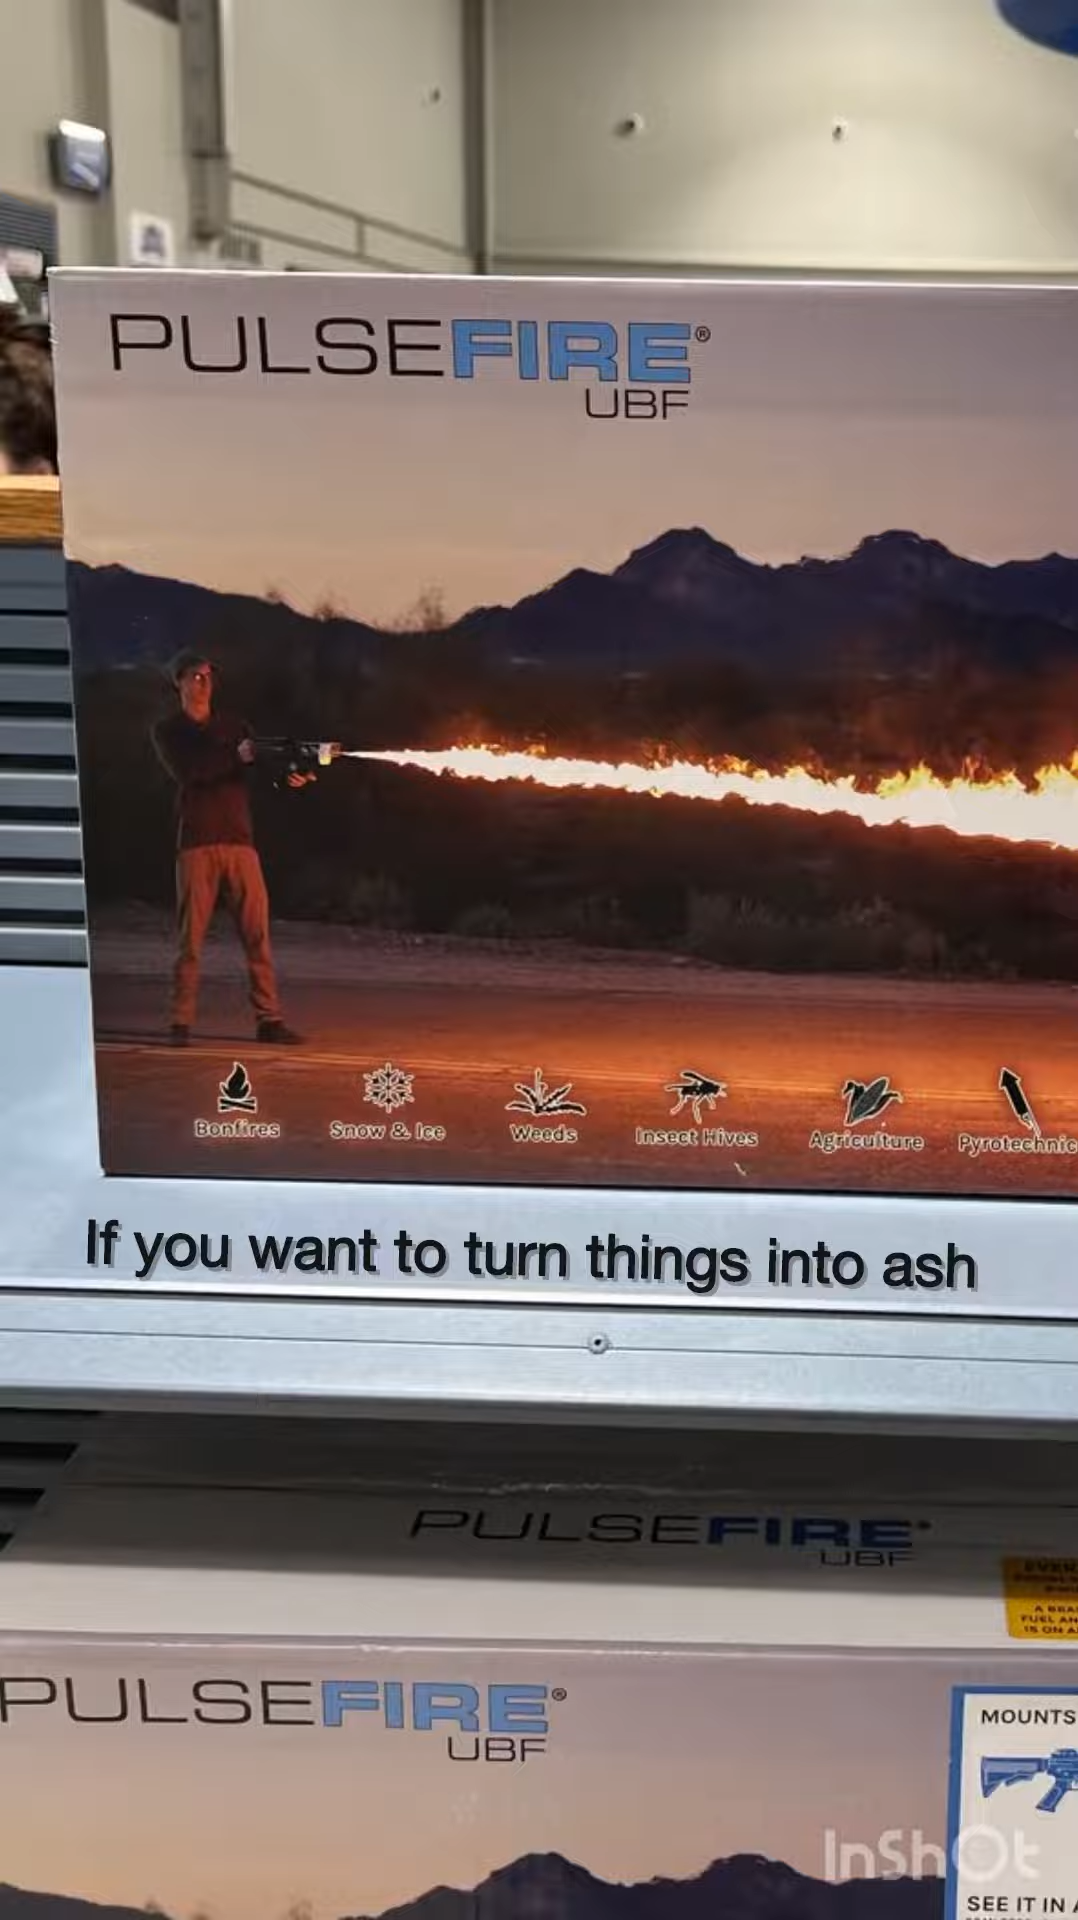 PULSEFIRE®
UBF
Bonfires
Snow & Ice
Weeds
Insect Hives
Agriculture
Pyrotechnic
If you want to turn things into ash
PULSEFIRE®
UBF
FUEL AN
IS ON A
PULSEFIRE®
UBF
MOUNTS
SEE IT IN A
InShOt